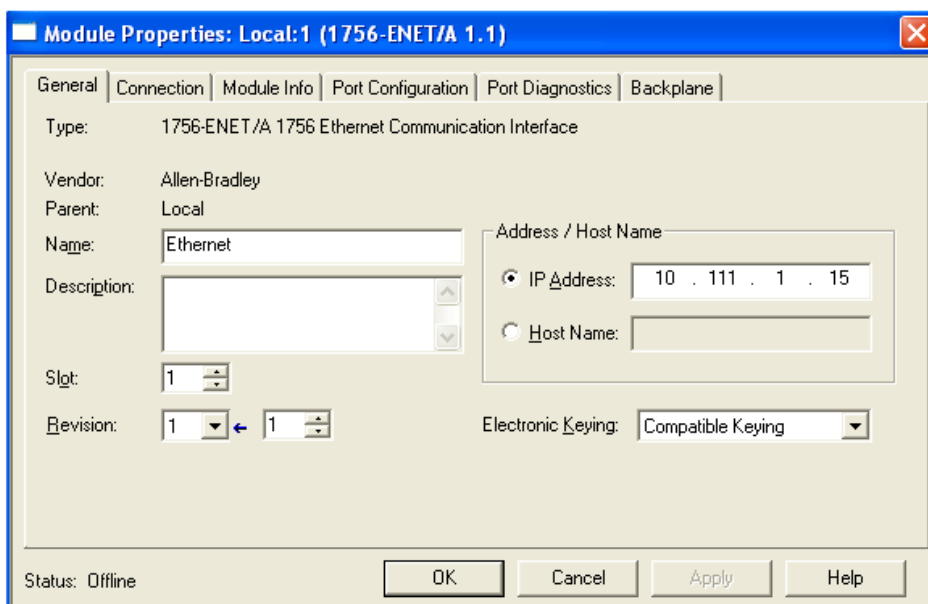 Module Properties: Local:1 (1756-ENET/A 1.1)
General Connection Module Info Port Configuration Port Diagnostics Backplane
Type: 1756-ENET/A 1756 Ethernet Communication Interface
Vendor: Allen-Bradley
Parent: Local
Name: Ethernet
Address / Host Name
IP Address: 10 . 111 . 1 . 15
Description:
Host Name:
Slot: 1
Revision: 1 1
Electronic Keying: Compatible Keying
Status: Offline
OK Cancel Apply Help